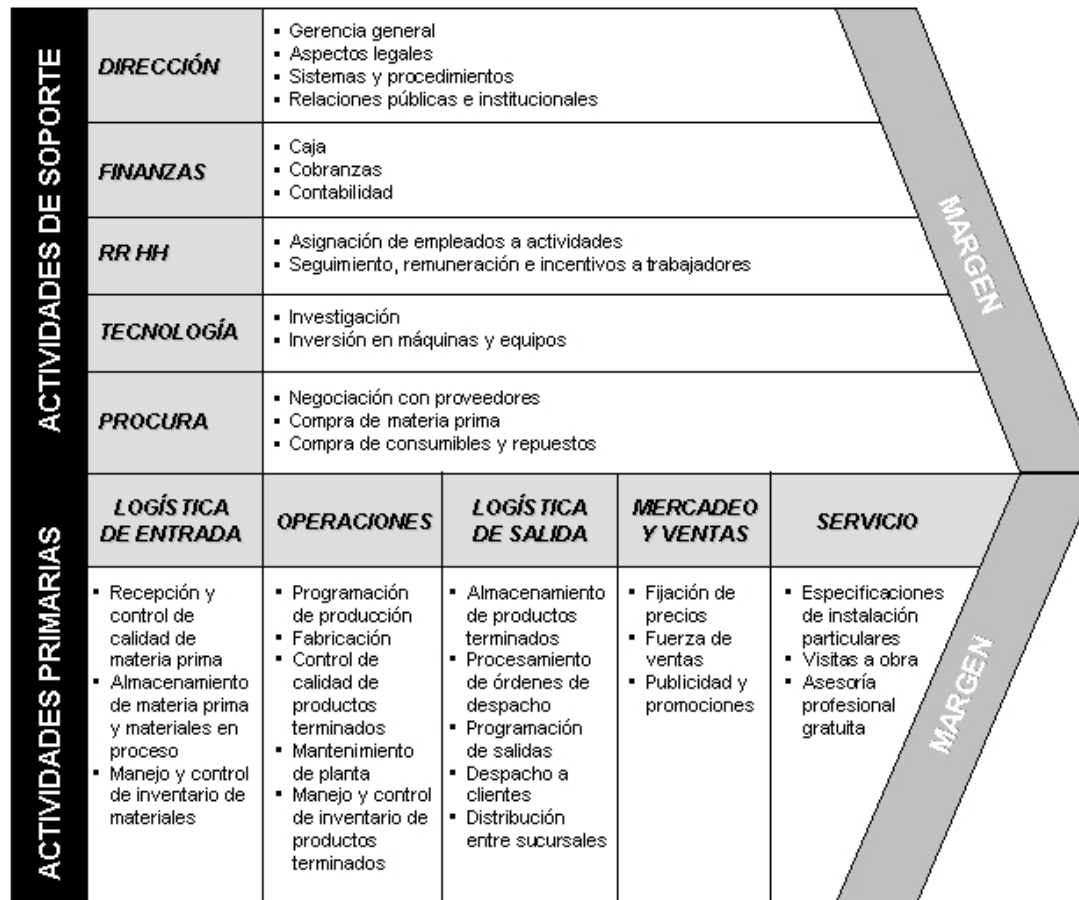 ACTIVIDADES DE SOPORTE
DIRECCIÓN
▪ Gerencia general
▪ Aspectos legales
▪ Sistemas y procedimientos
▪ Relaciones públicas e institucionales
FINANZAS
▪ Caja
▪ Cobranzas
▪ Contabilidad
RR HH
▪ Asignación de empleados a actividades
▪ Seguimiento, remuneración e incentivos a trabajadores
TECNOLOGÍA
▪ Investigación
▪ Inversión en máquinas y equipos
PROCURA
▪ Negociación con proveedores
▪ Compra de materia prima
▪ Compra de consumibles y repuestos
MARGEN
ACTIVIDADES PRIMARIAS
LOGÍSTICA
DE ENTRADA
▪ Recepción y
control de
calidad de
materia prima
▪ Almacenamiento
de materia prima
y materiales en
proceso
▪ Manejo y control
de inventario de
materiales
OPERACIONES
▪ Programación
de producción
▪ Fabricación
▪ Control de
calidad de
productos
terminados
▪ Mantenimiento
de planta
▪ Manejo y control
de inventario de
productos
terminados
LOGÍSTICA
DE SALIDA
▪ Almacenamiento
de productos
terminados
▪ Procesamiento
de órdenes de
despacho
▪ Programación
de salidas
▪ Despacho a
clientes
▪ Distribución
entre sucursales
MERCADEO
Y VENTAS
▪ Fijación de
precios
▪ Fuerza de
ventas
▪ Publicidad y
promociones
SERVICIO
▪ Especificaciones
de instalación
particulares
▪ Visitas a obra
▪ Asesoría
profesional
gratuita
MARGEN